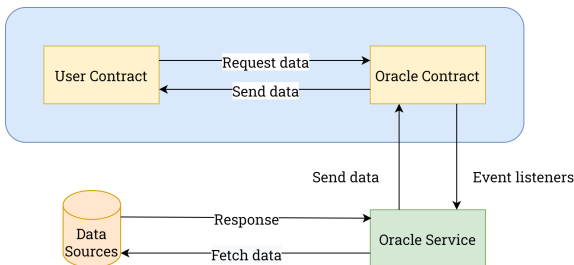 User Contract
Request data
Oracle Contract
Send data
Send data
Event listeners
Data
Sources
Response
Oracle Service
Fetch data